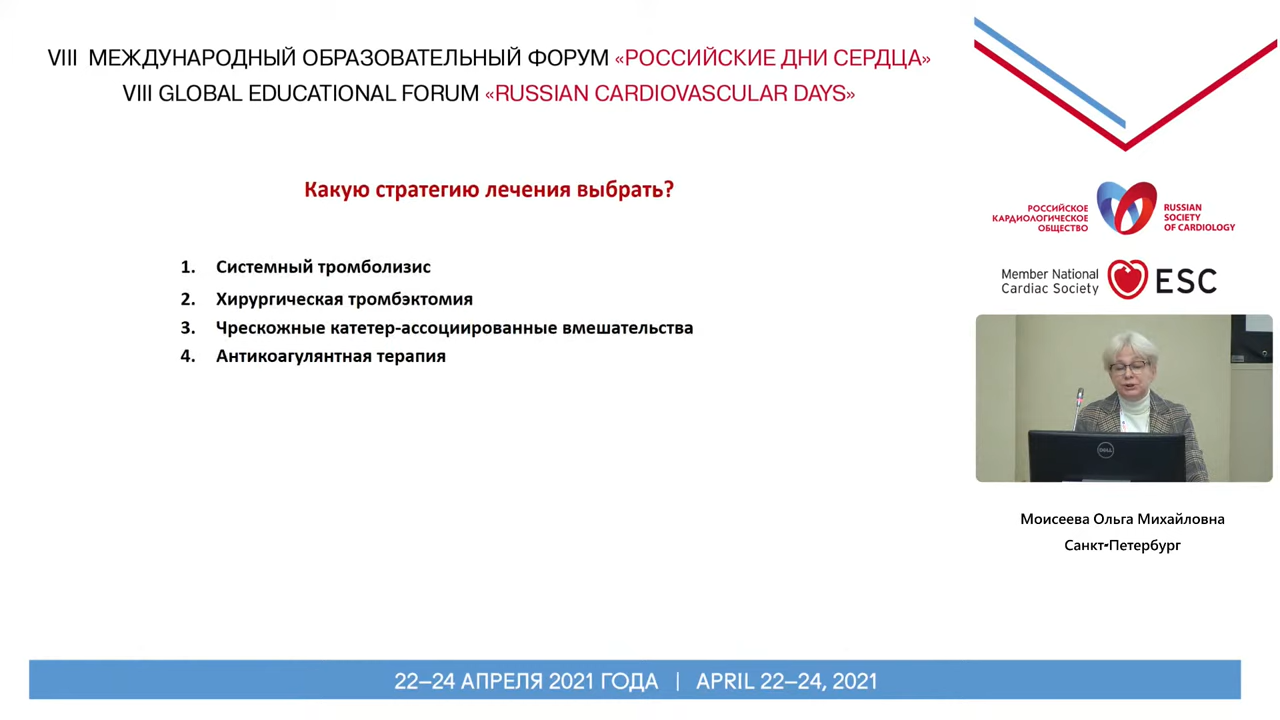 VIII МЕЖДУНАРОДНЫЙ ОБРАЗОВАТЕЛЬНЫЙ ФОРУМ «РОССИЙСКИЕ ДНИ СЕРДЦА»
VIII GLOBAL EDUCATIONAL FORUM «RUSSIAN CARDIOVASCULAR DAYS»
Какую стратегию лечения выбрать?
1. Системный тромболизис
2. Хирургическая тромбэктомия
3. Чрескожные катетер-ассоциированные вмешательства
4. Антикоагулянтная терапия
РОССИЙСКОЕ
КАРДИОЛОГИЧЕСКОЕ
ОБЩЕСТВО
RUSSIAN
SOCIETY
OF CARDIOLOGY
Member National
Cardiac Society
ESC
DELL
Моисеева Ольга Михайловна
Санкт-Петербург
22–24 АПРЕЛЯ 2021 ГОДА | APRIL 22–24, 2021